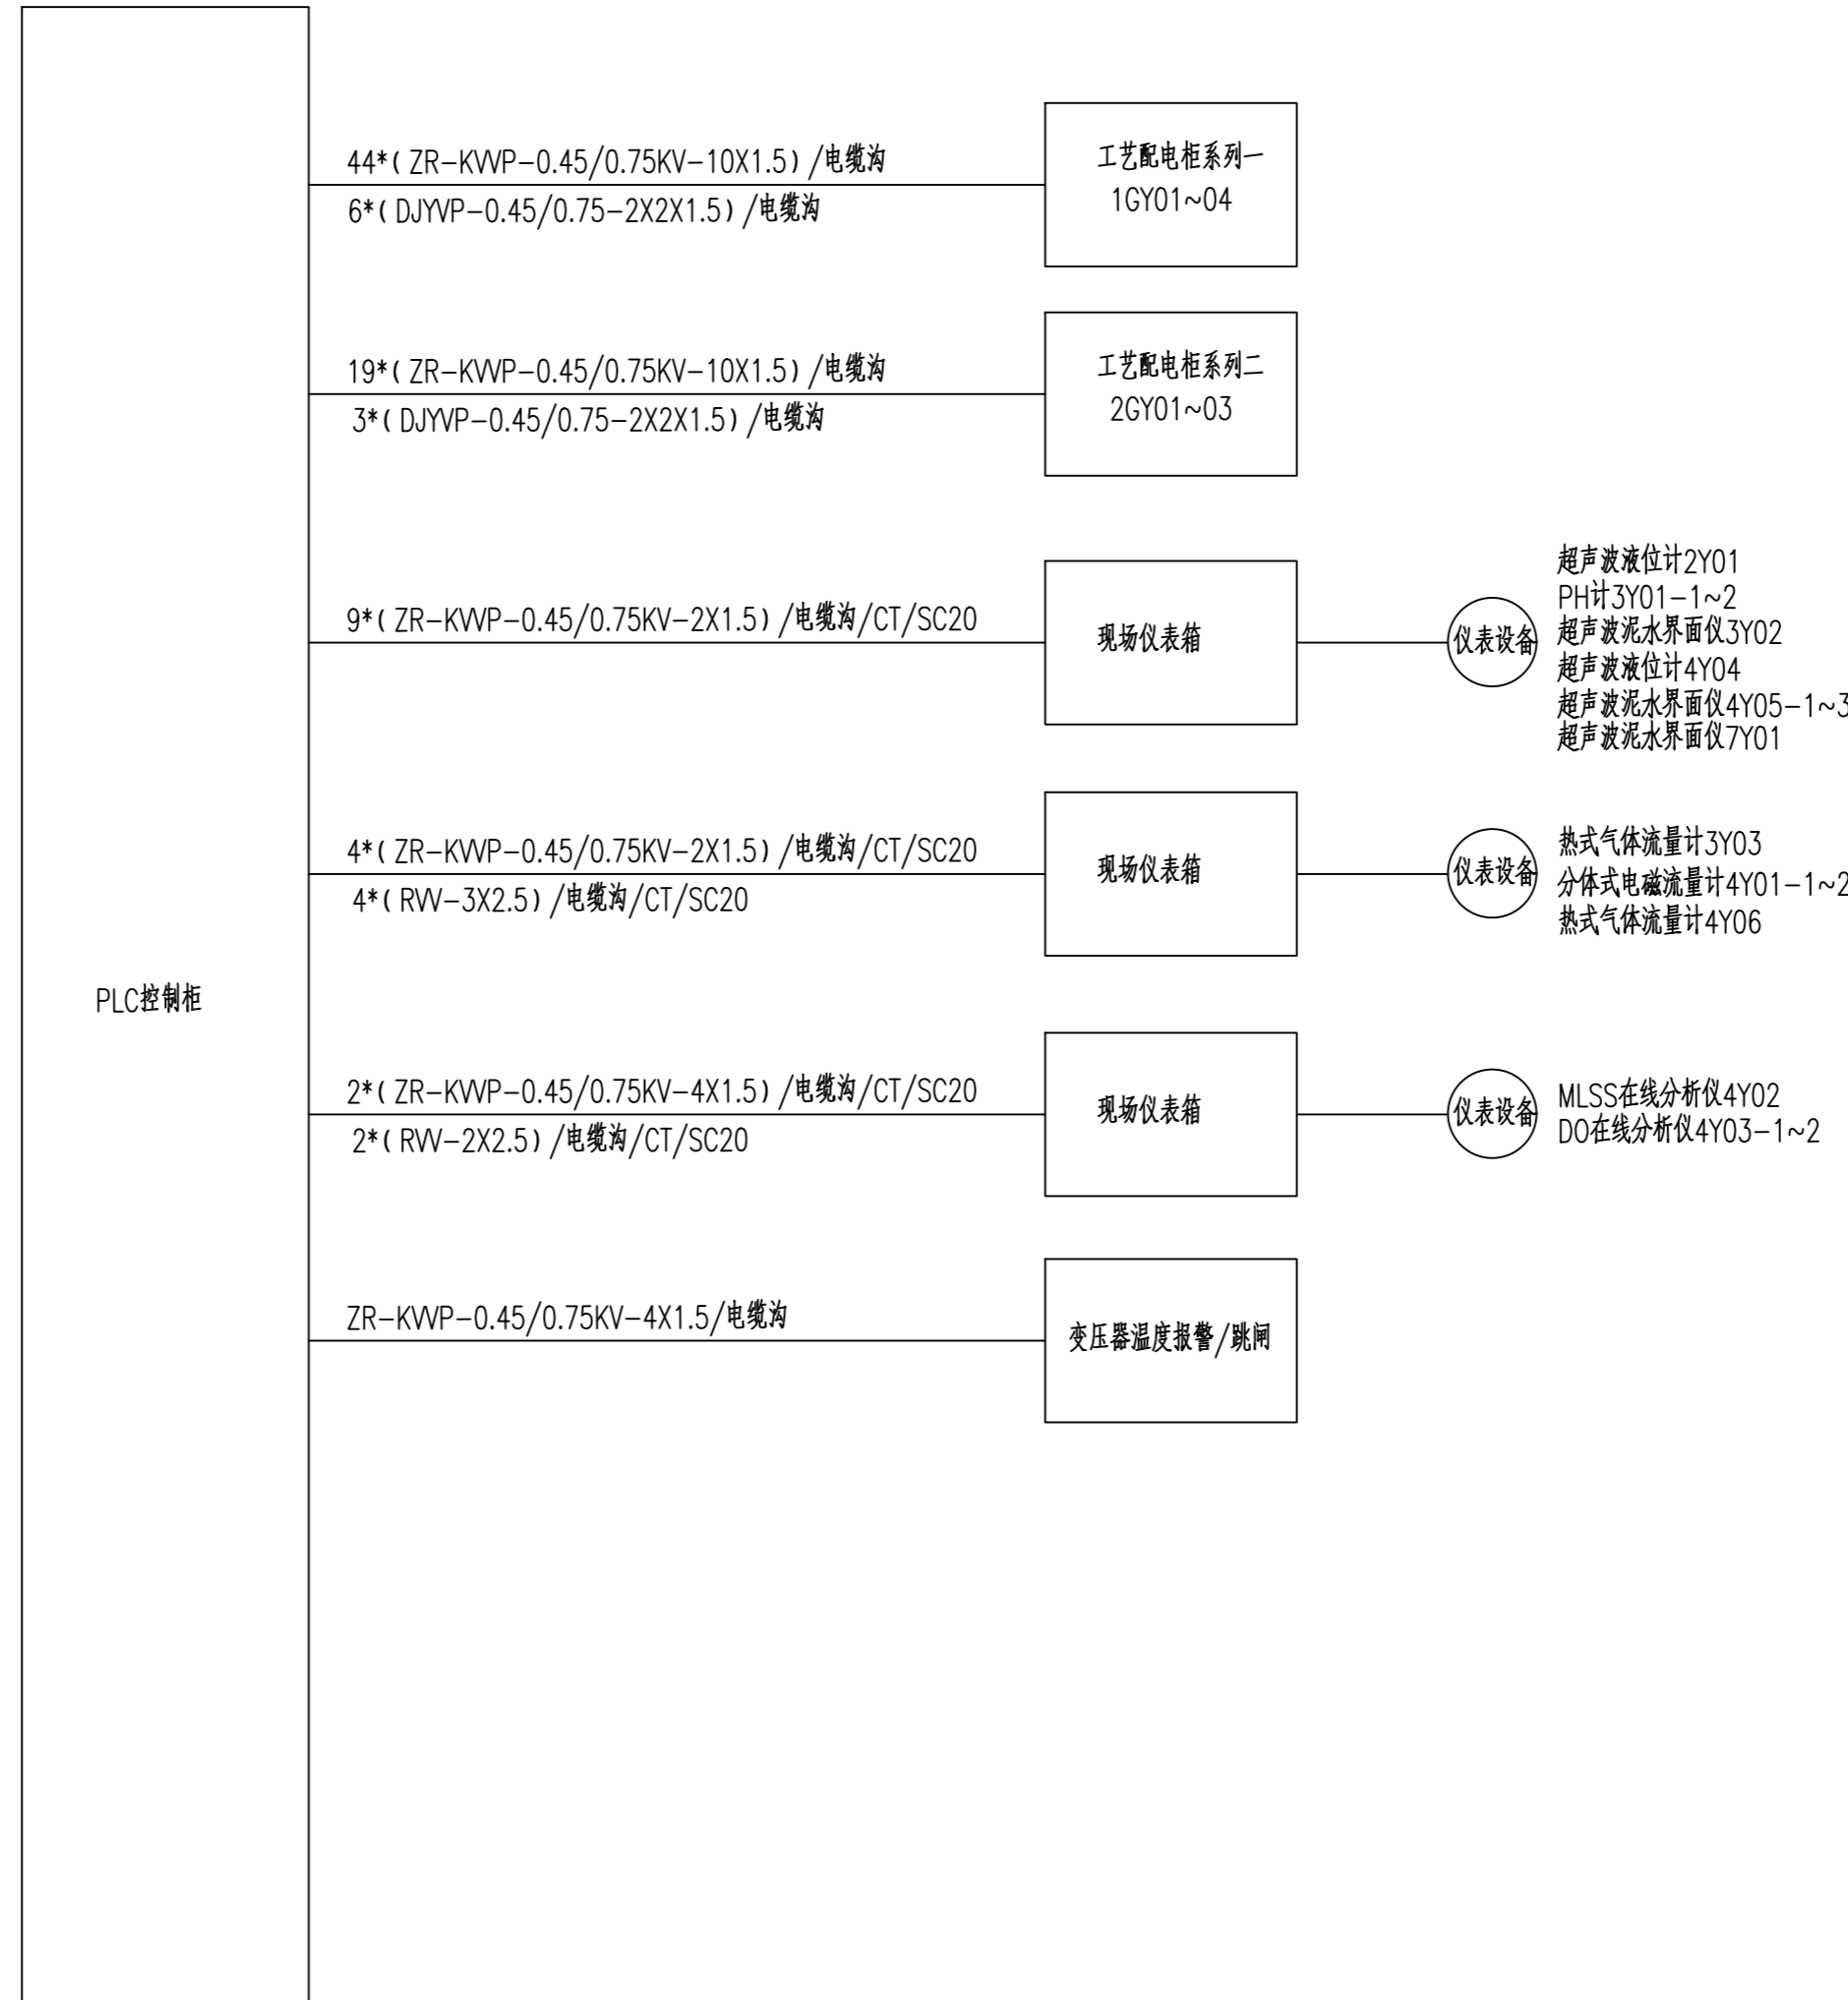 44*(ZR-KVVP-0.45/0.75KV-10X1.5)/电缆沟
6*(DJYVP-0.45/0.75-2X2X1.5)/电缆沟
工艺配电柜系列一
1GY01~04
19*(ZR-KVVP-0.45/0.75KV-10X1.5)/电缆沟
3*(DJYVP-0.45/0.75-2X2X1.5)/电缆沟
工艺配电柜系列二
2GY01~03
9*(ZR-KVVP-0.45/0.75KV-2X1.5)/电缆沟/CT/SC20
现场仪表箱
仪表设备
超声波液位计2Y01
PH计3Y01-1~2
超声波泥水界面仪3Y02
超声波液位计4Y04
超声波泥水界面仪4Y05-1~3
超声波泥水界面仪7Y01
4*(ZR-KVVP-0.45/0.75KV-2X1.5)/电缆沟/CT/SC20
4*(RVV-3X2.5)/电缆沟/CT/SC20
现场仪表箱
仪表设备
热式气体流量计3Y03
分体式电磁流量计4Y01-1~2
热式气体流量计4Y06
PLC控制柜
2*(ZR-KVVP-0.45/0.75KV-4X1.5)/电缆沟/CT/SC20
2*(RVV-2X2.5)/电缆沟/CT/SC20
现场仪表箱
仪表设备
MLSS在线分析仪4Y02
DO在线分析仪4Y03-1~2
ZR-KVVP-0.45/0.75KV-4X1.5/电缆沟
变压器温度报警/跳闸